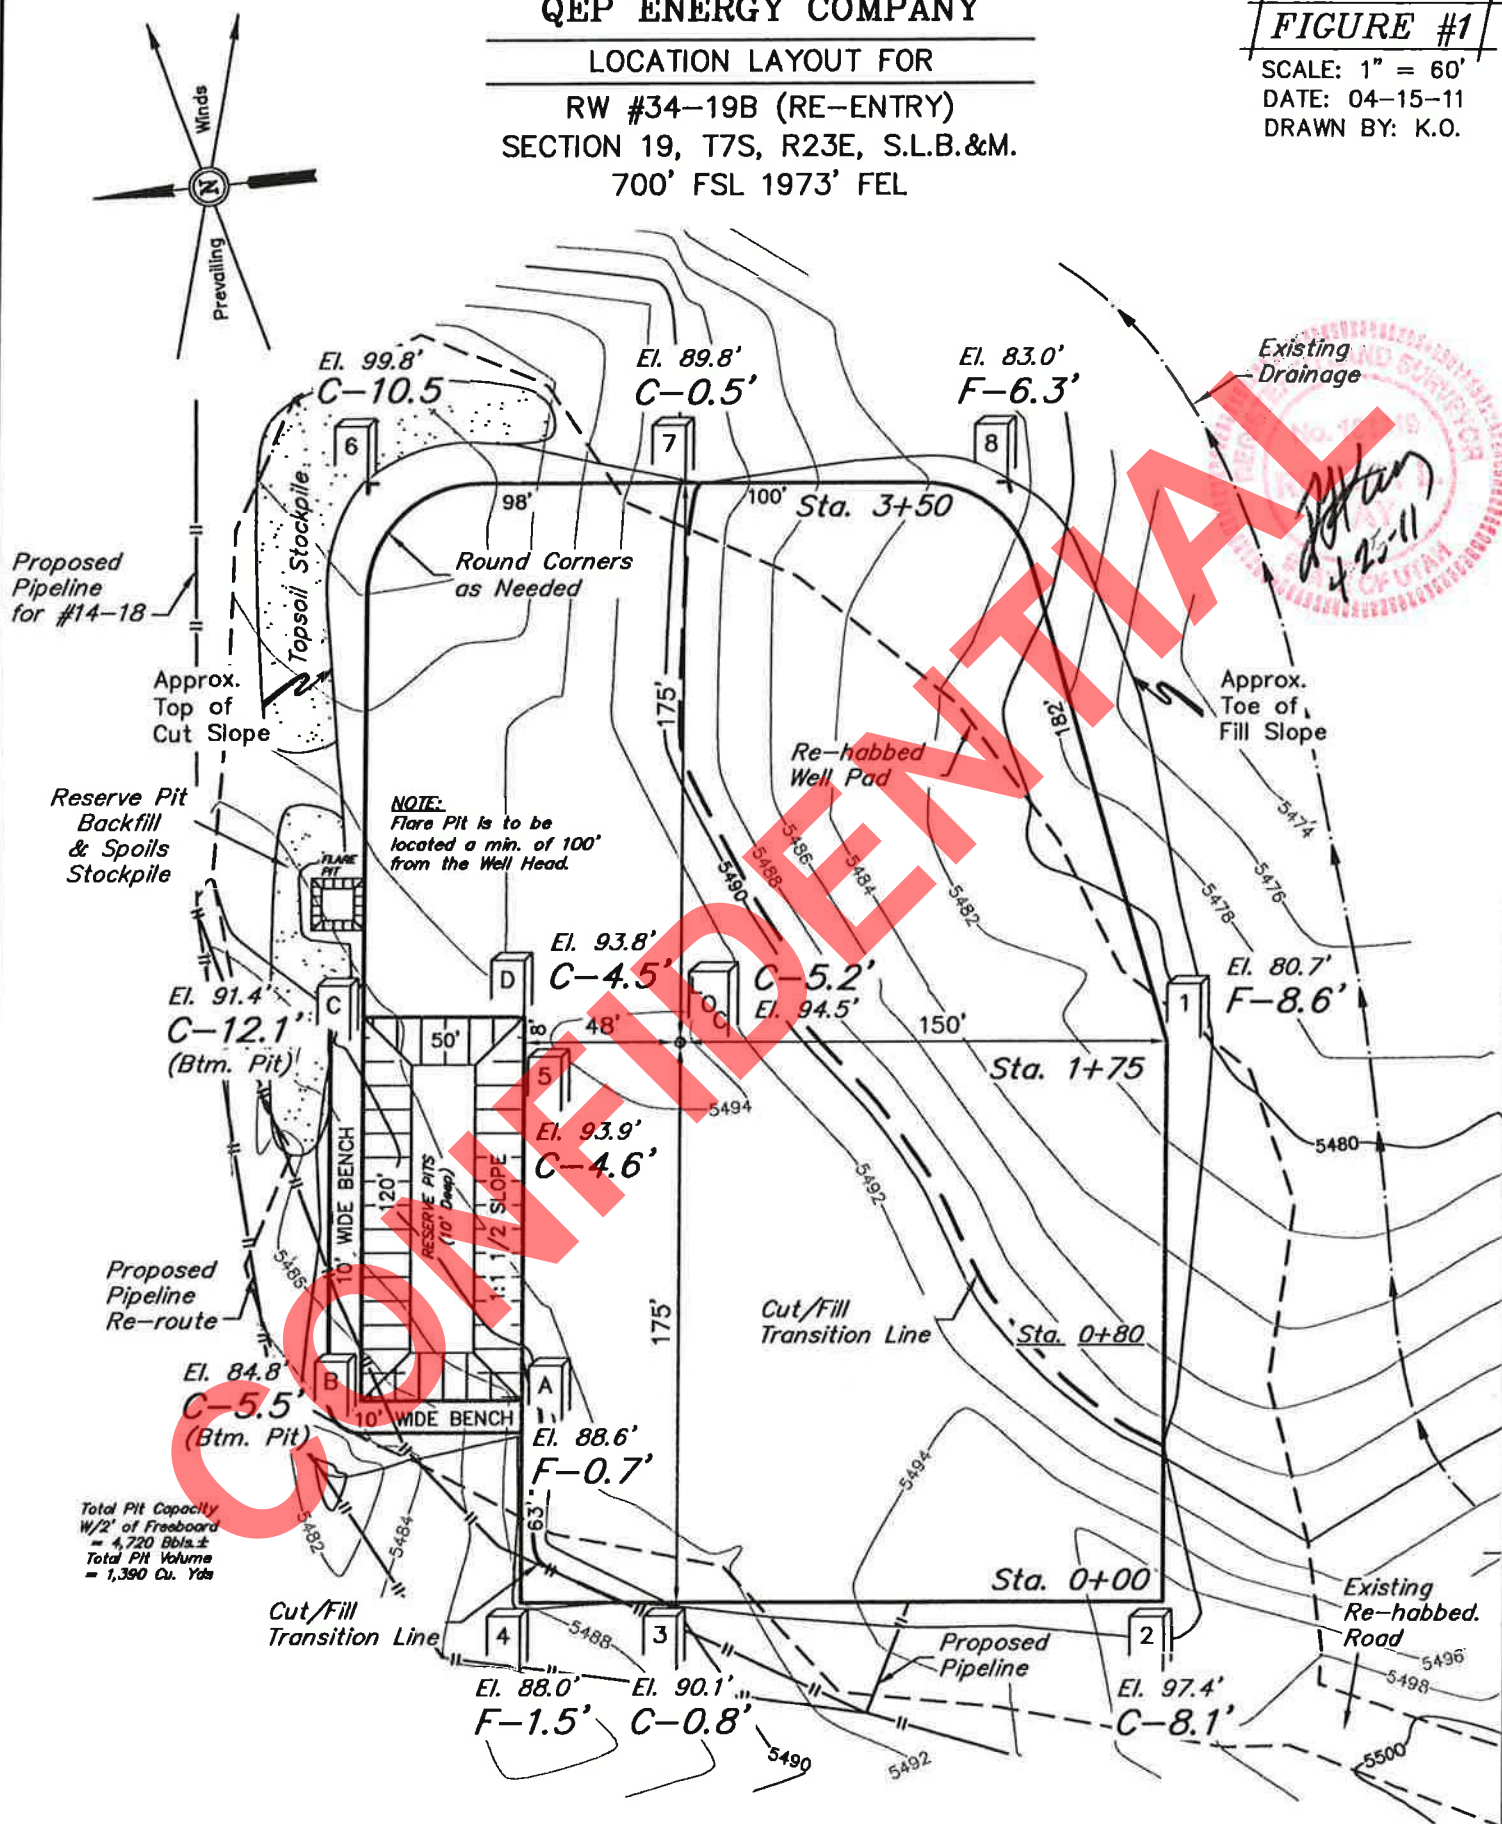 QEP ENERGY COMPANY
LOCATION LAYOUT FOR
RW #34-19B (RE-ENTRY)
SECTION 19, T7S, R23E, S.L.B.&M.
700' FSL 1973' FEL
FIGURE #1
SCALE: 1" = 60'
DATE: 04-15-11
DRAWN BY: K.O.
Winds
N
Prevailing
El. 99.8'
C-10.5
6
El. 89.8'
C-0.5'
7
El. 83.0'
F-6.3'
8
Existing
Drainage
LAND SURVEYOR
OF UTAH
98'
100'
Sta. 3+50
Round Corners
as Needed
Topsoil Stockpile
Proposed
Pipeline
for #14-18
Approx.
Top of
Cut Slope
175'
182'
Approx.
Toe of
Fill Slope
Re-habbed
Well Pad
Reserve Pit
Backfill
& Spoils
Stockpile
NOTE:
Flare Pit is to be
located a min. of 100'
from the Well Head.
FLARE
PIT
5490
5488
5486
5484
5482
5478
5476
5474
El. 91.4'
C-12.1'
(Btm. Pit)
C
D
El. 93.8'
C-4.5'
LOC
C-5.2'
El. 94.5'
El. 80.7'
F-8.6'
1
50'
8'
48'
150'
Sta. 1+75
5
El. 93.9'
C-4.6'
5494
5480
5492
10' WIDE BENCH
120'
RESERVE PITS
(10' Deep)
1:1 1/2 SLOPE
5486
Proposed
Pipeline
Re-route
175'
Cut/Fill
Transition Line
Sta. 0+80
El. 84.8'
C-5.5'
(Btm. Pit)
B
A
10' WIDE BENCH
El. 88.6'
F-0.7'
63'
5494
Total Pit Capacity
W/2' of Freeboard
= 4,720 Bbls.±
Total Pit Volume
= 1,390 Cu. Yds
5482
5484
Sta. 0+00
Cut/Fill
Transition Line
4
5488
3
2
Proposed
Pipeline
Existing
Re-habbed.
Road
5496
5498
El. 88.0'
F-1.5'
El. 90.1'
C-0.8'
El. 97.4'
C-8.1'
5490
5492
5500
CONFIDENTIAL